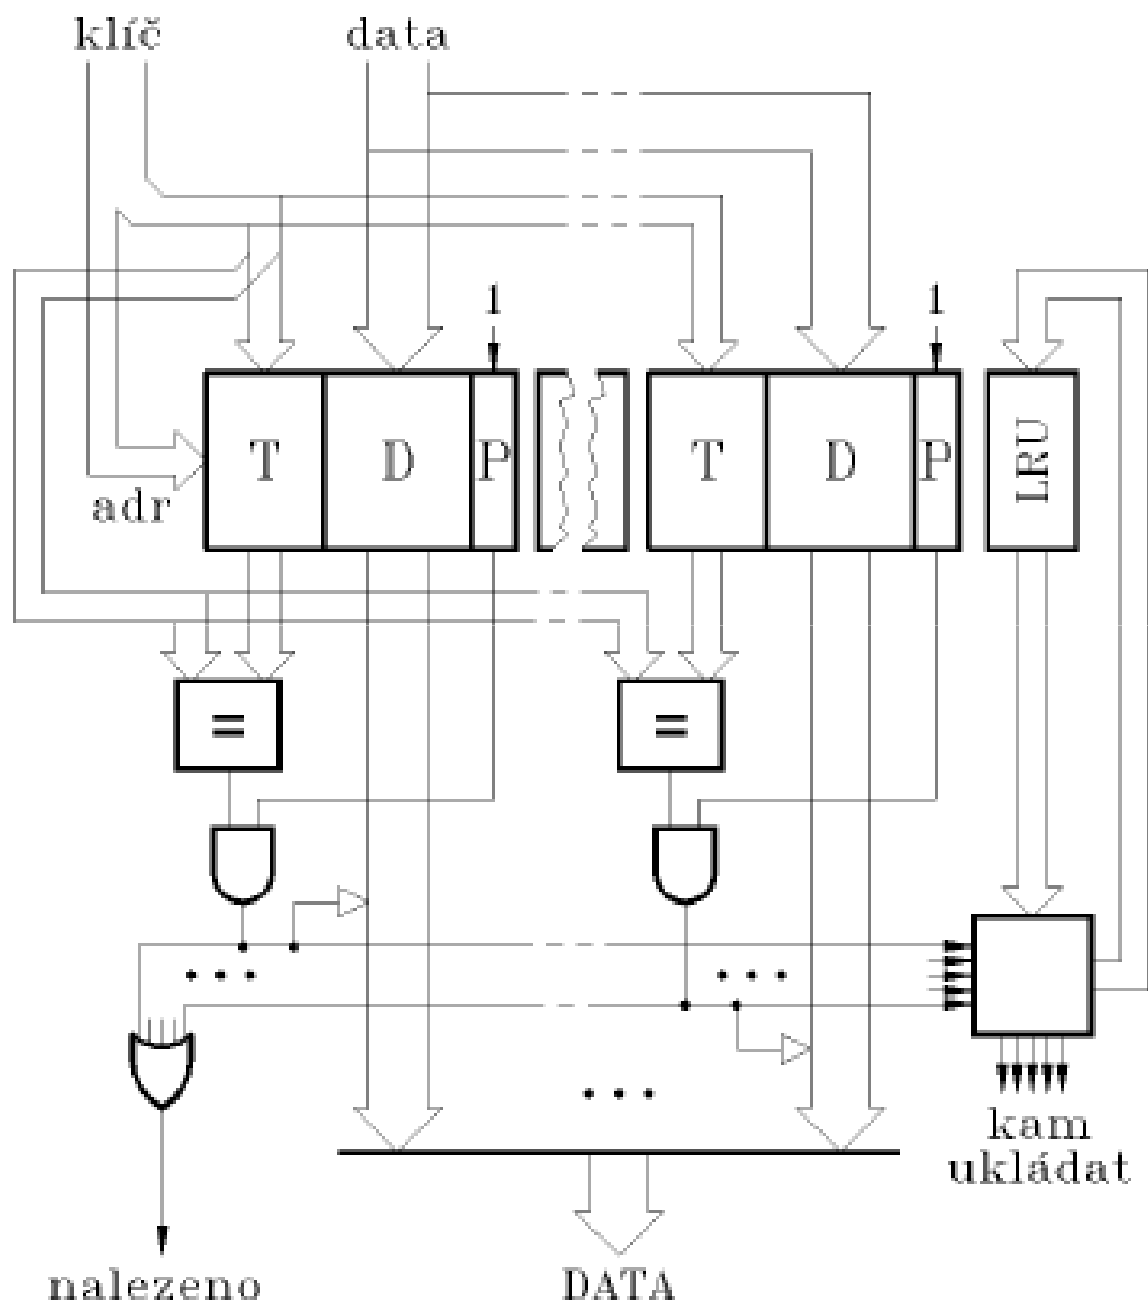 klíč data
1 1
T D P T D P LRU
adr
= =
kam
ukládat
nalezeno DATA